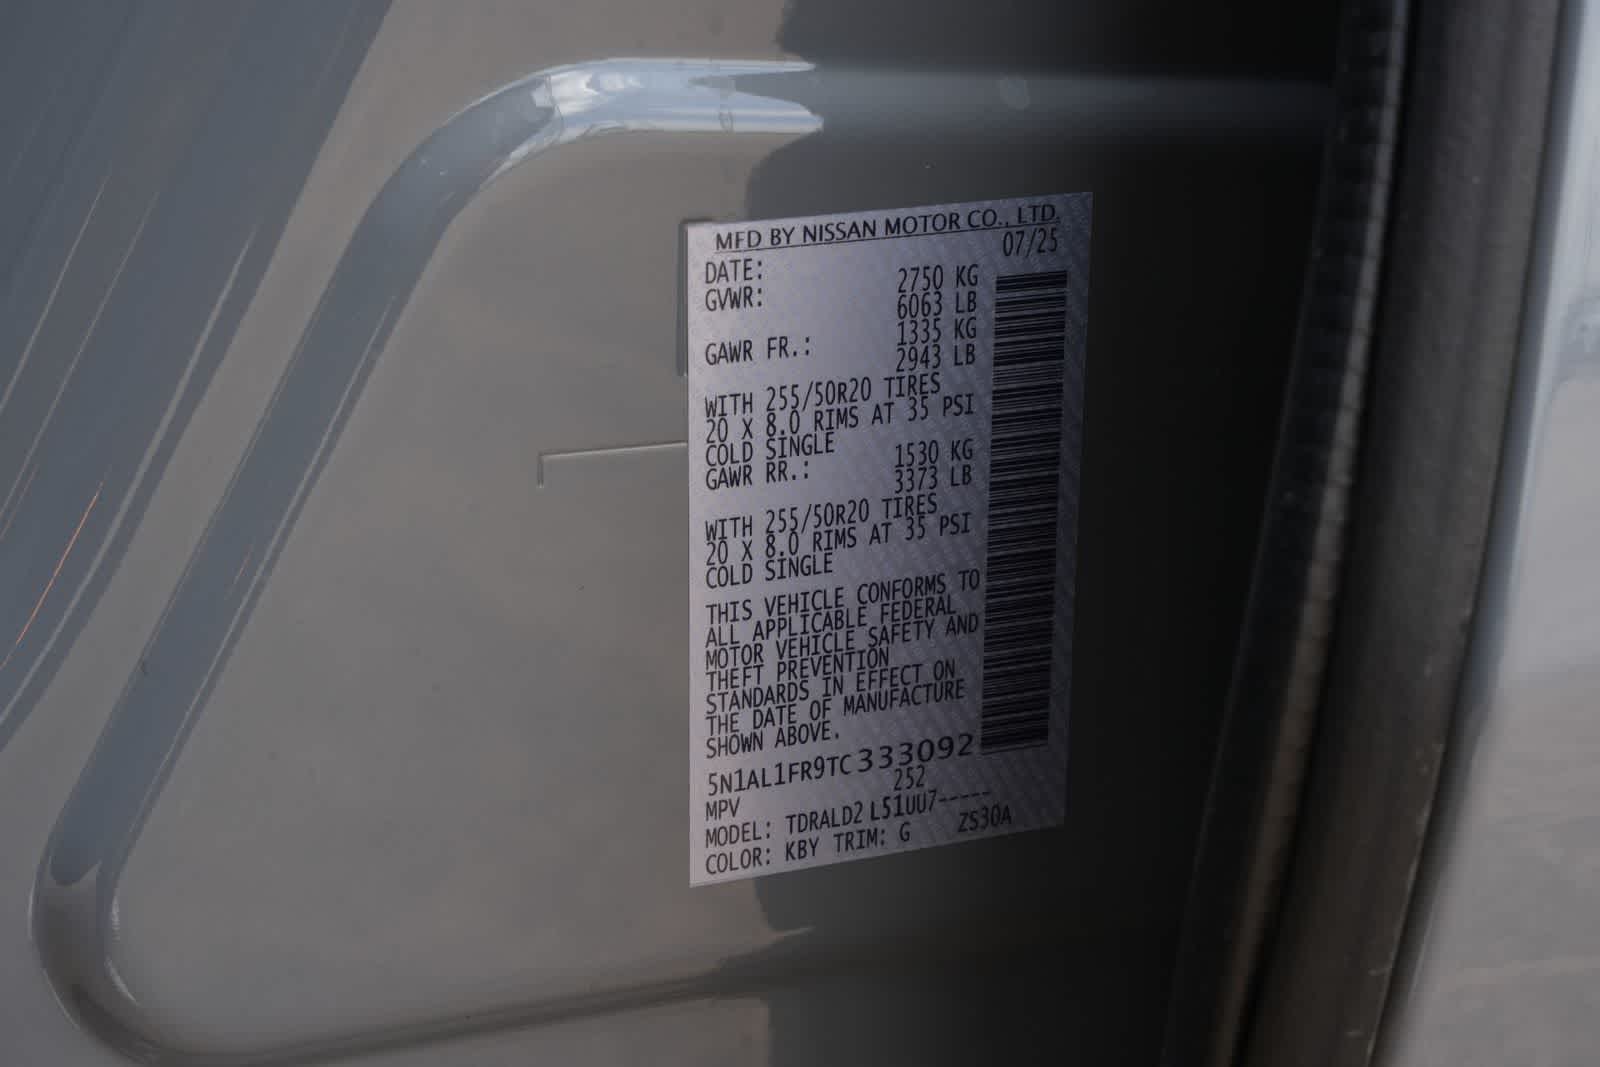 MFD BY NISSAN MOTOR CO., LTD.
DATE: 07/25
GVWR: 2750 KG
6063 LB
GAWR FR.: 1335 KG
2943 LB
WITH 255/50R20 TIRES
20 X 8.0 RIMS AT 35 PSI
COLD SINGLE
GAWR RR.: 1530 KG
3373 LB
WITH 255/50R20 TIRES
20 X 8.0 RIMS AT 35 PSI
COLD SINGLE
THIS VEHICLE CONFORMS TO
ALL APPLICABLE FEDERAL
MOTOR VEHICLE SAFETY AND
THEFT PREVENTION
STANDARDS IN EFFECT ON
THE DATE OF MANUFACTURE
SHOWN ABOVE.
5N1AL1FR9TC333092
MPV 252
MODEL: TDRALD2 L51UU7-----
COLOR: KBY TRIM: G ZS30A